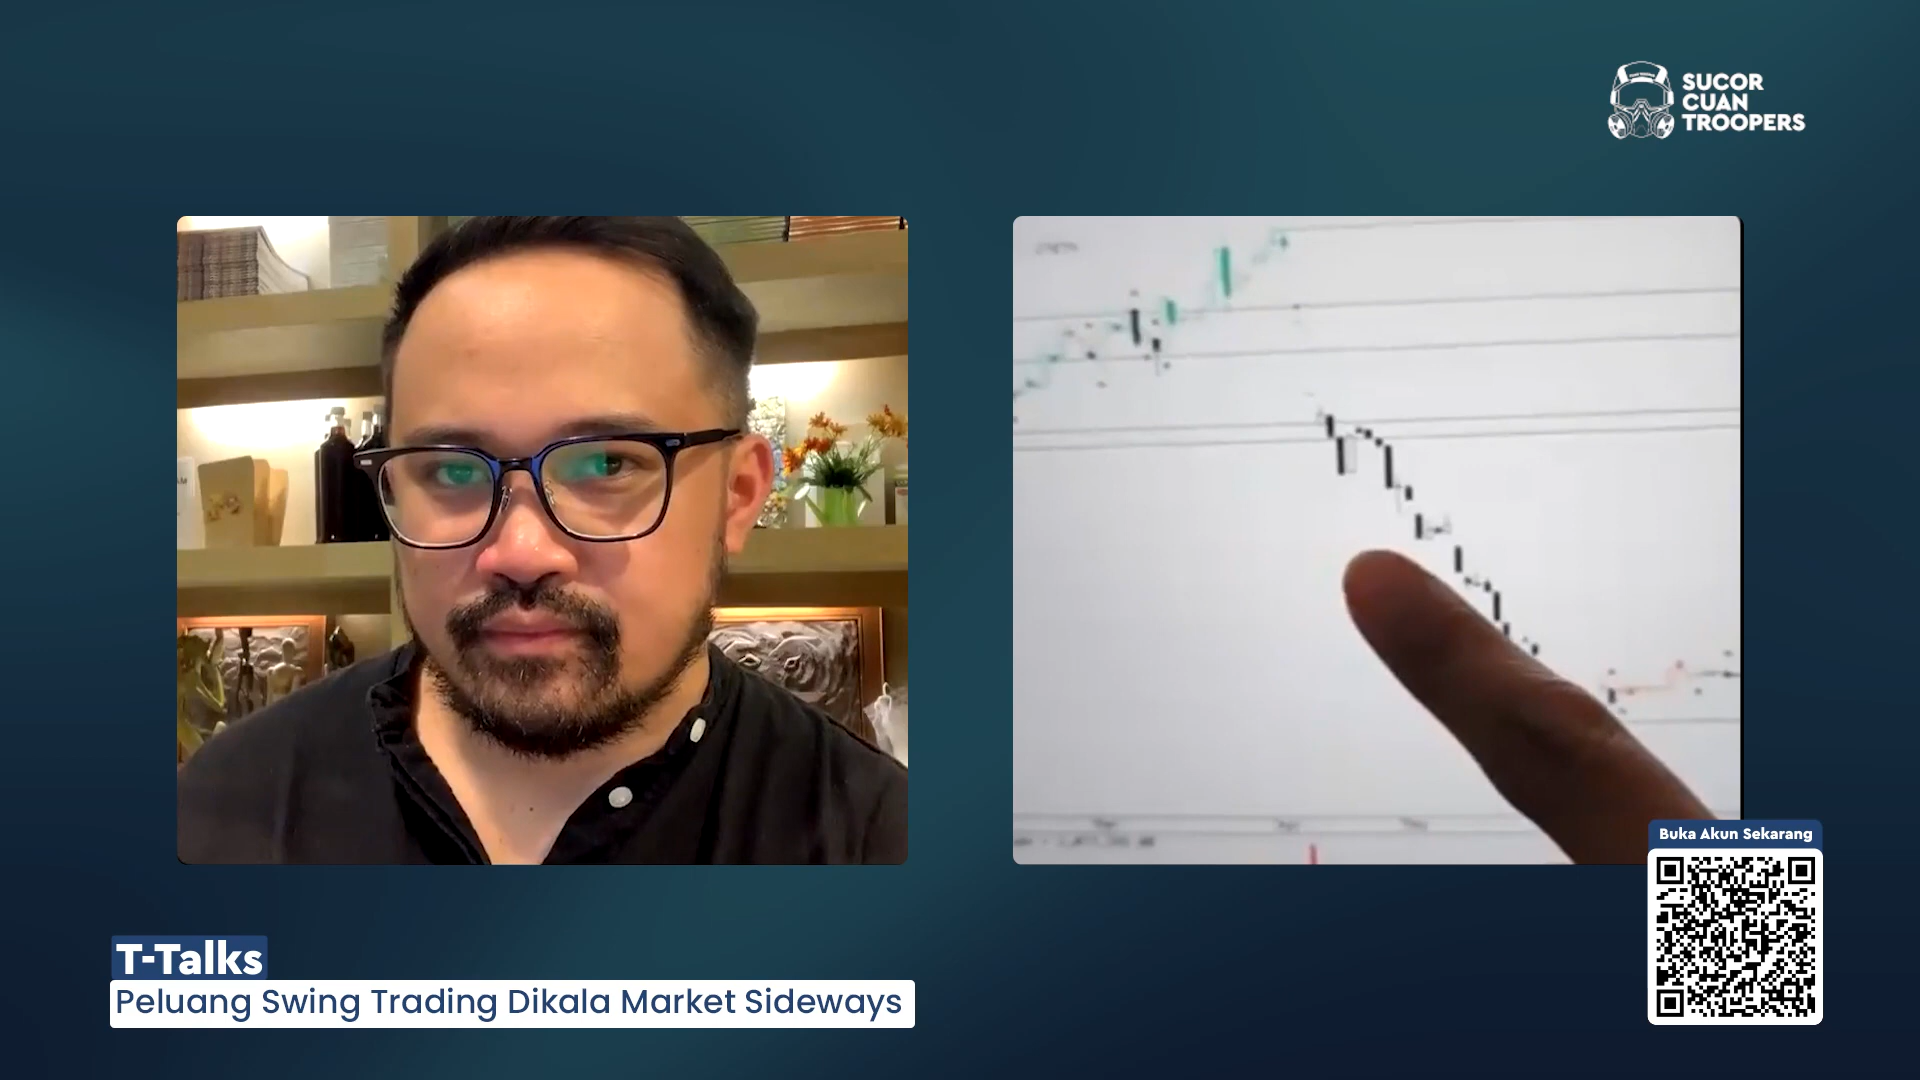 SUCOR
CUAN
TROOPERS
Buka Akun Sekarang
T-Talks
Peluang Swing Trading Dikala Market Sideways